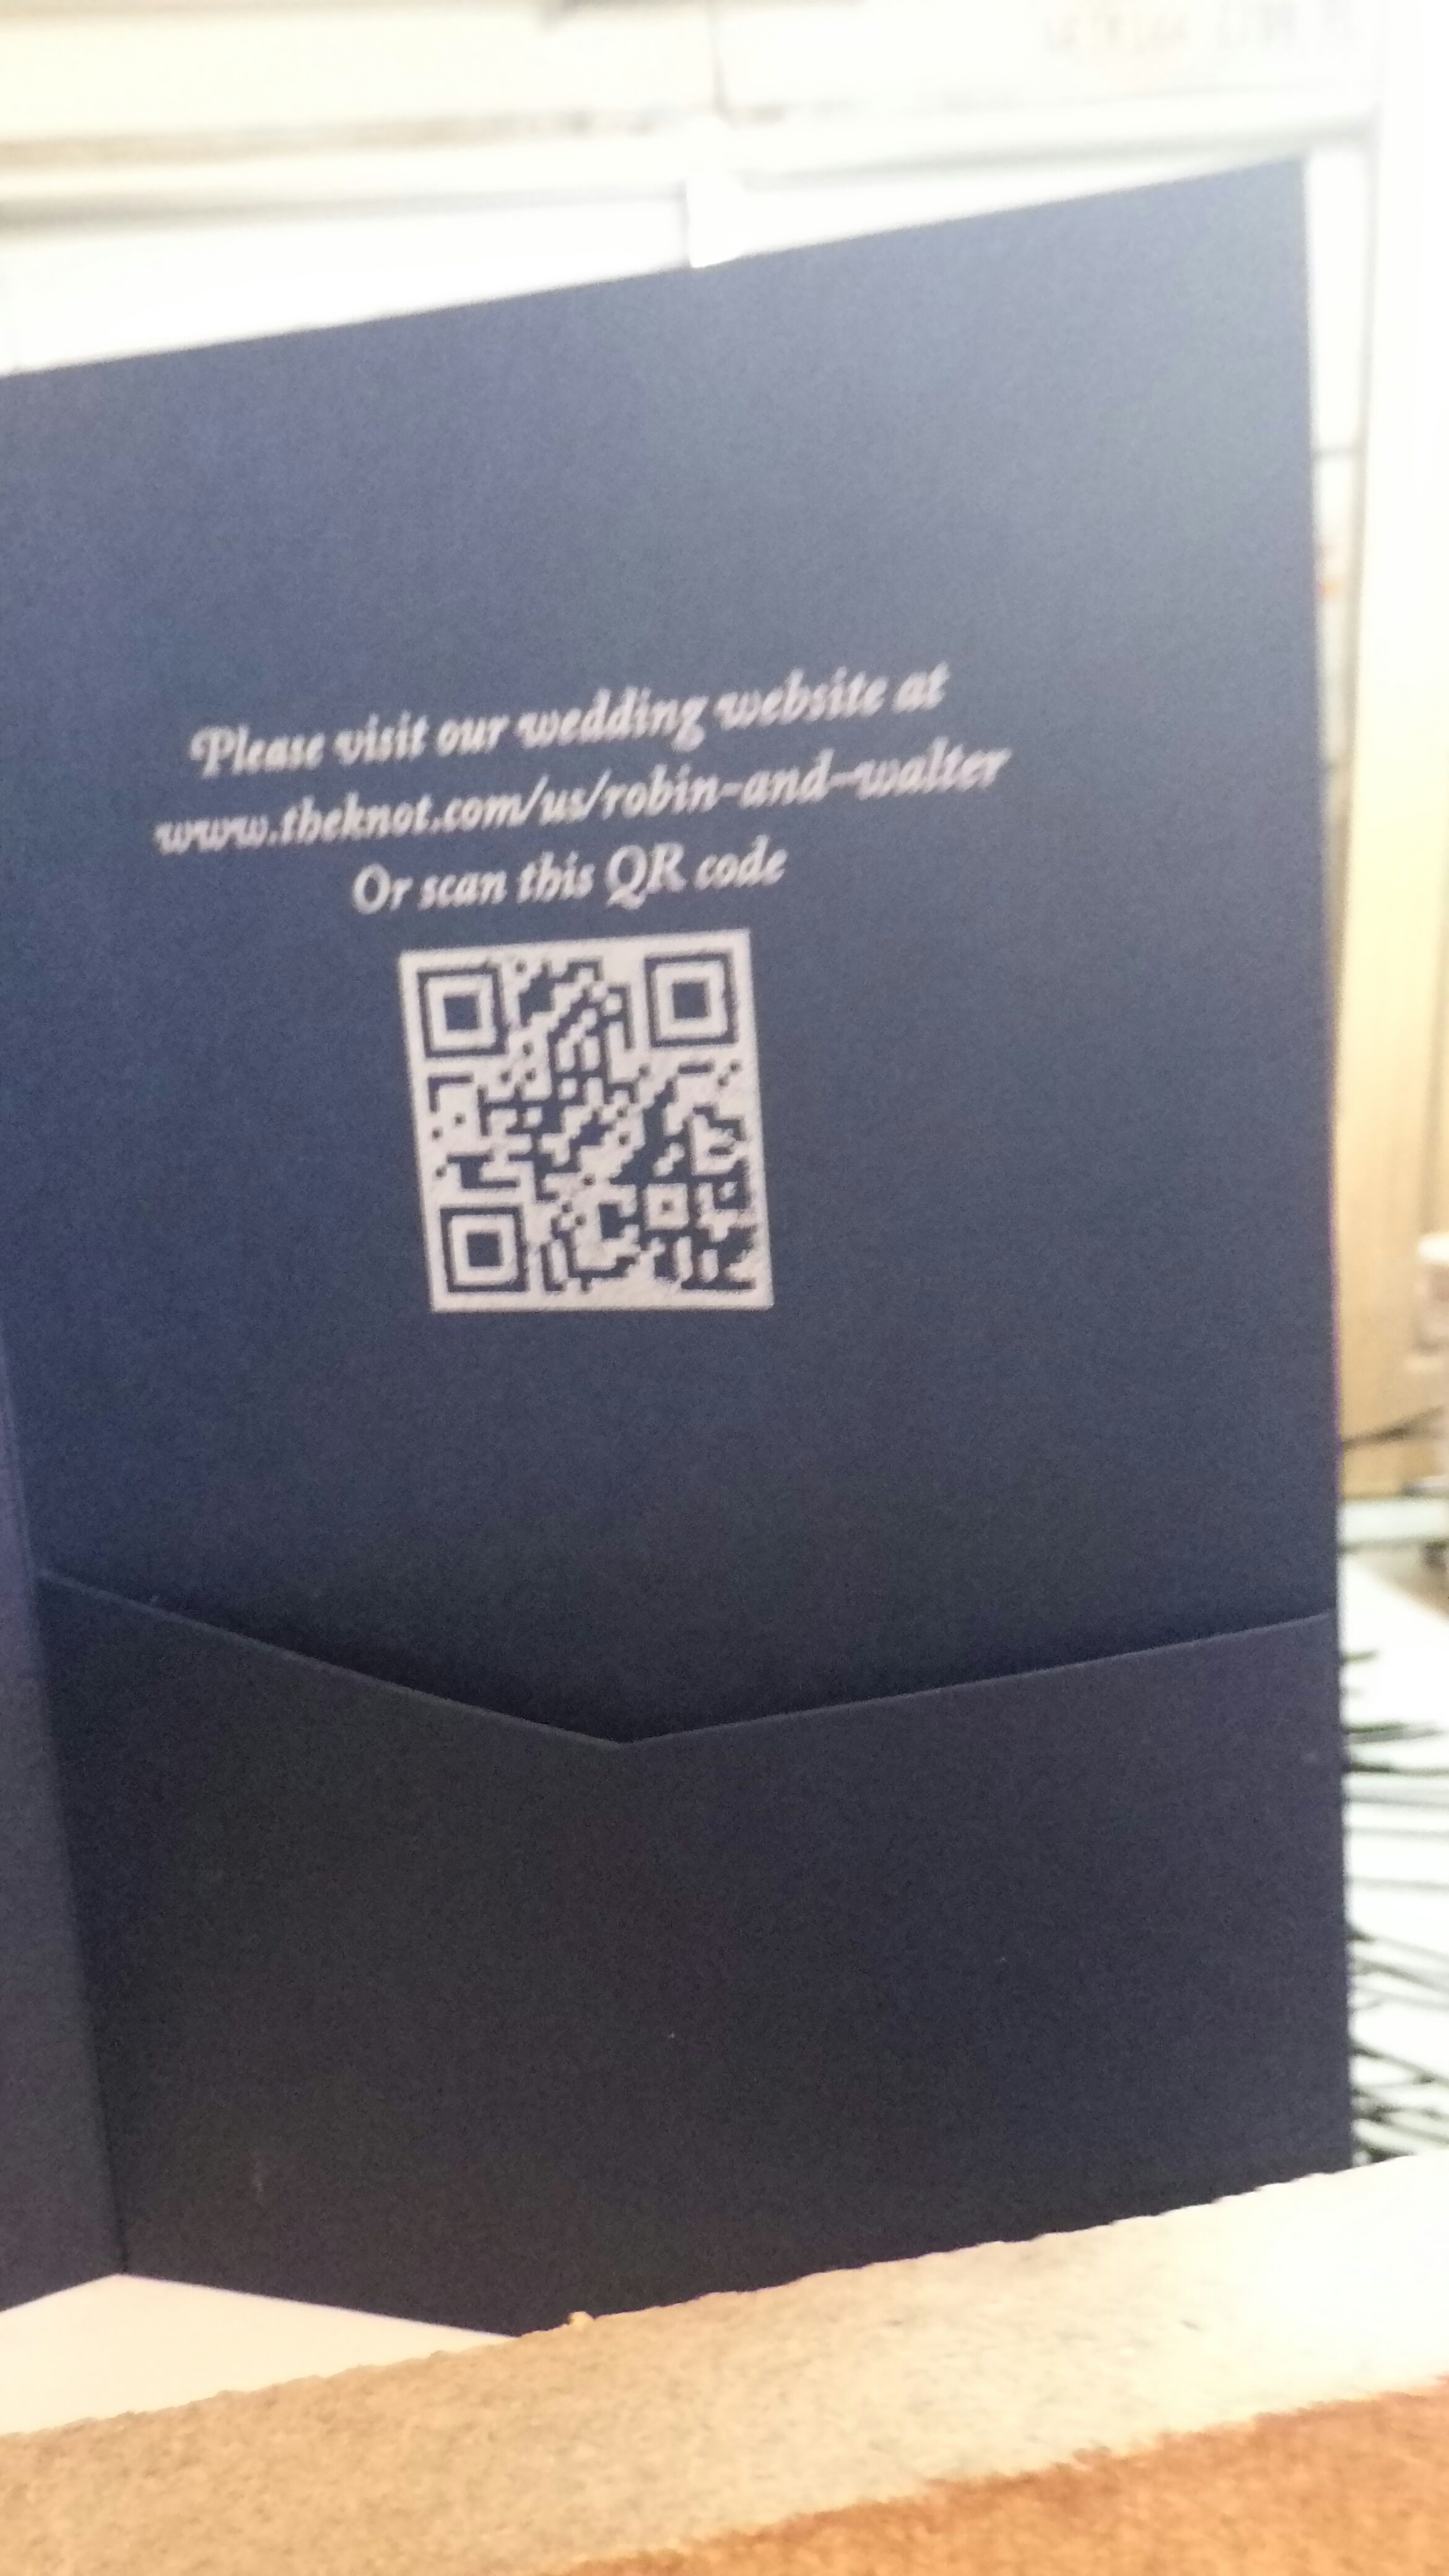 Please visit our wedding website at
www.theknot.com/us/robin-and-walter
Or scan this QR code